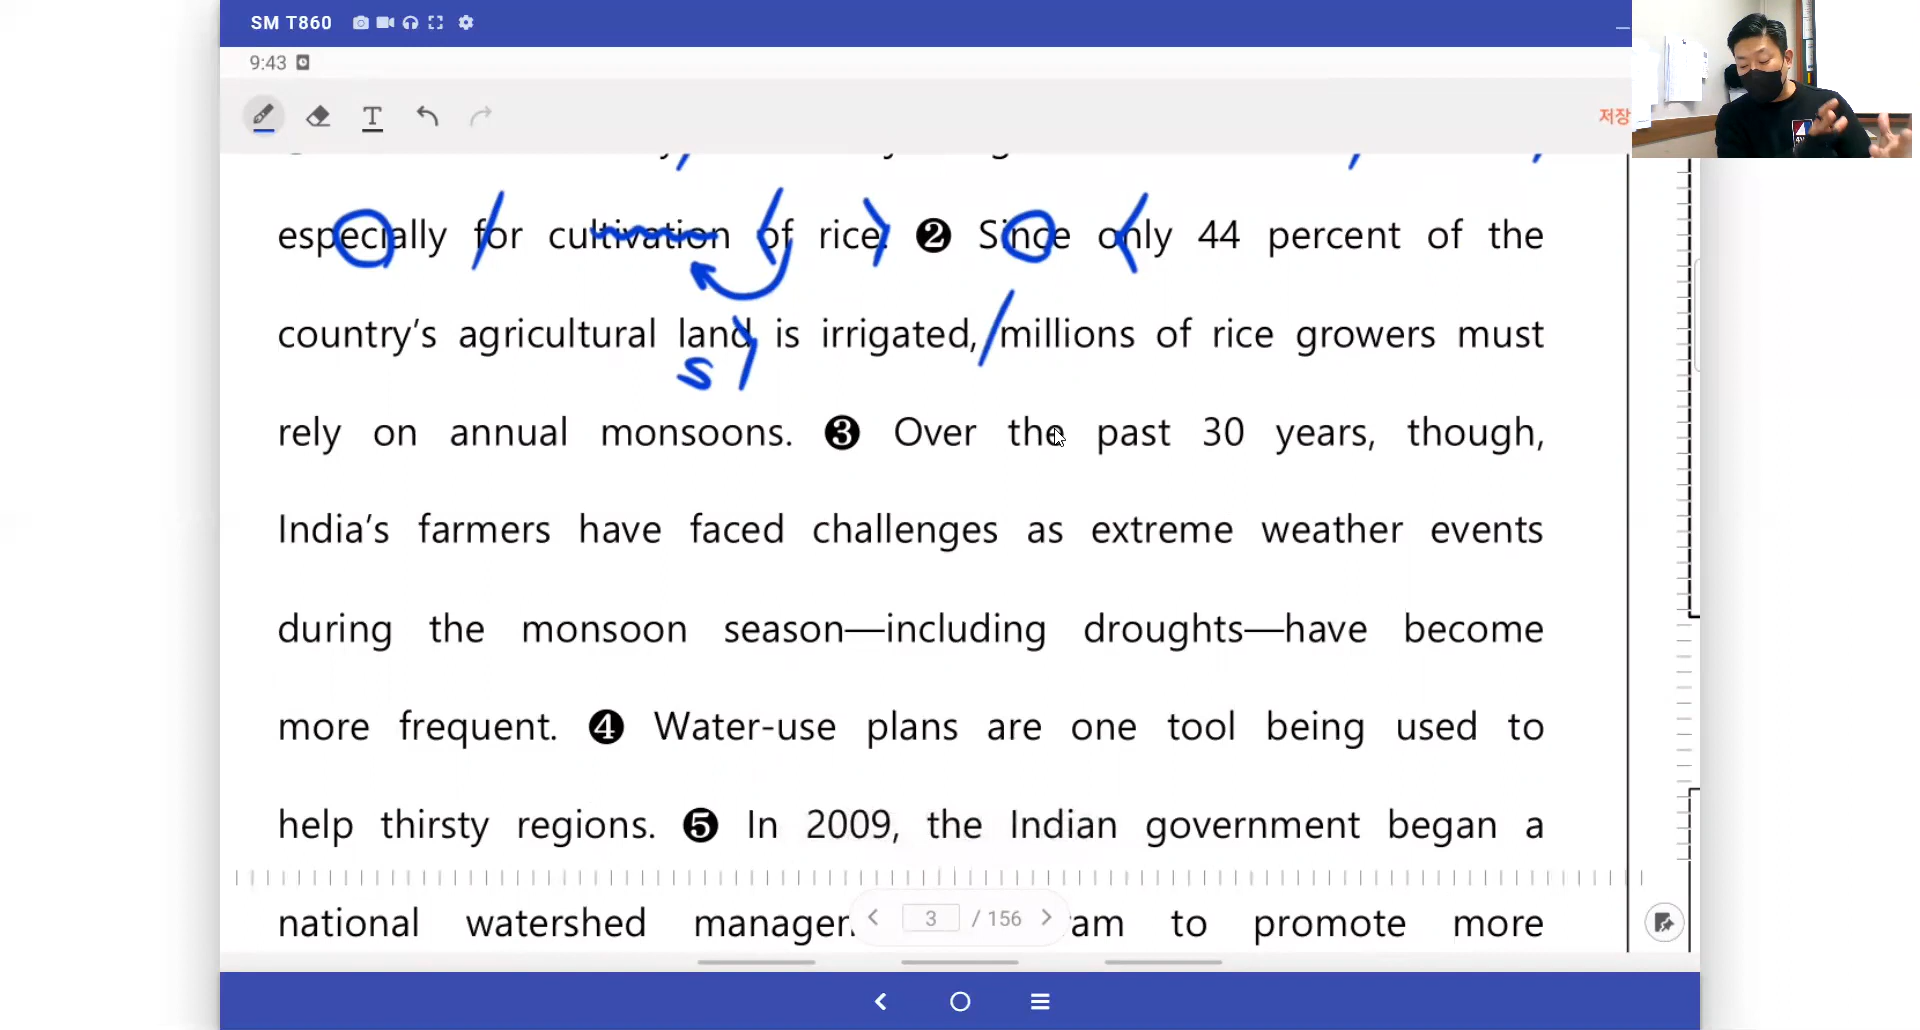 SM T860
9:43
저장
especially for cultivation of rice. ❷ Since only 44 percent of the
country's agricultural land is irrigated, millions of rice growers must
S
rely on annual monsoons. ❸ Over the past 30 years, though,
India's farmers have faced challenges as extreme weather events
during the monsoon season—including droughts—have become
more frequent. ❹ Water-use plans are one tool being used to
help thirsty regions. ❺ In 2009, the Indian government began a
national watershed to promote more
3 / 156